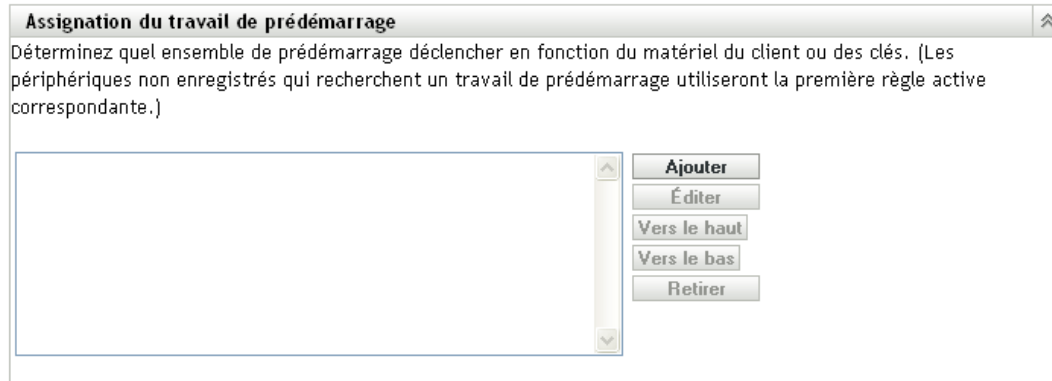 Assignation du travail de prédémarrage
Déterminez quel ensemble de prédémarrage déclencher en fonction du matériel du client ou des clés. (Les
périphériques non enregistrés qui recherchent un travail de prédémarrage utiliseront la première règle active
correspondante.)
Ajouter
Éditer
Vers le haut
Vers le bas
Retirer